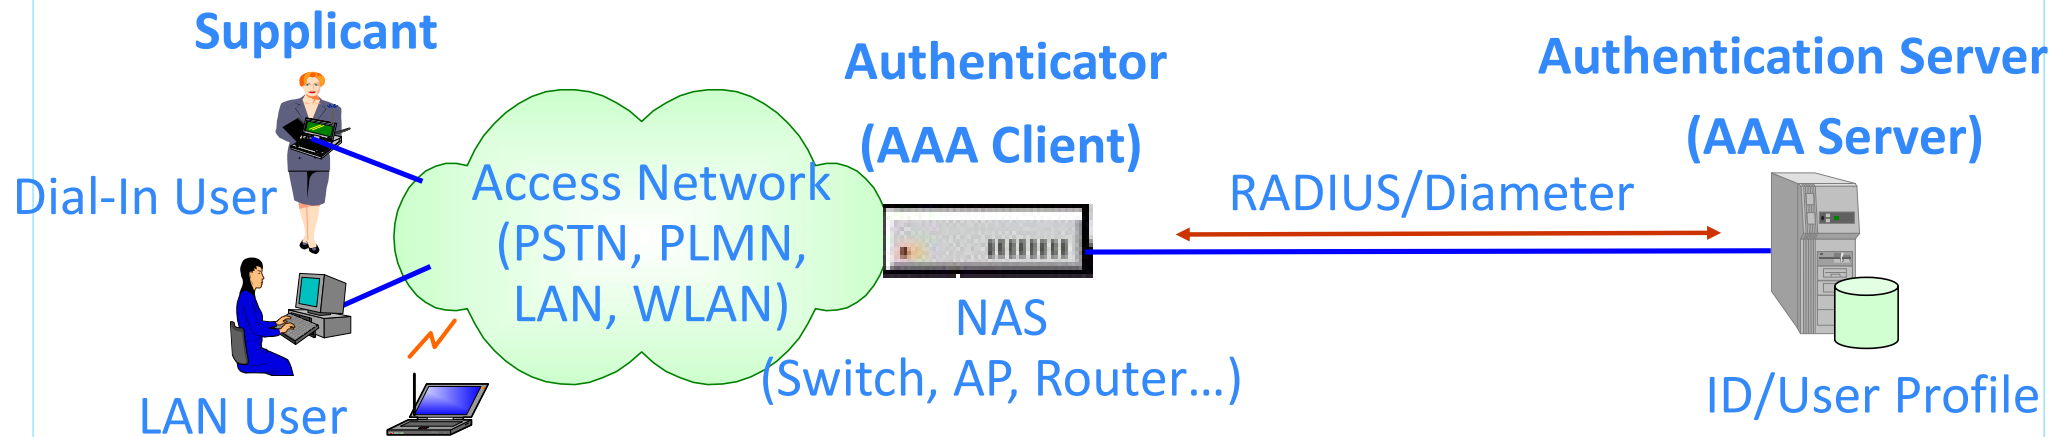 Supplicant
Authenticator
(AAA Client)
Authentication Server
(AAA Server)
Dial-In User
Access Network
(PSTN, PLMN,
LAN, WLAN)
RADIUS/Diameter
NAS
(Switch, AP, Router…)
LAN User
ID/User Profile